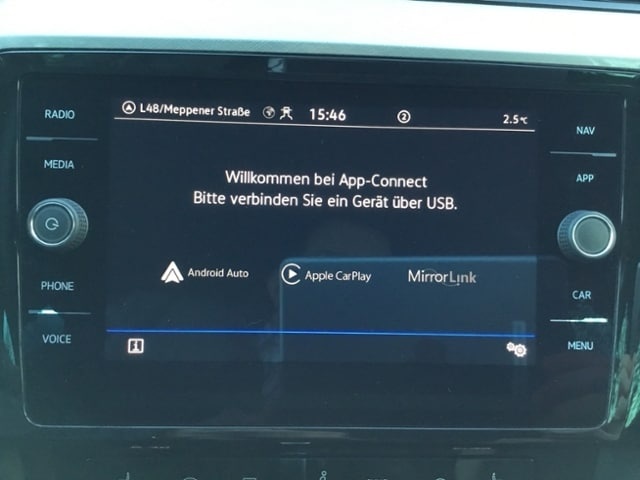 RADIO
MEDIA
PHONE
VOICE
L48/Meppener Straße
15:46
2
2.5°C
Willkommen bei App-Connect
Bitte verbinden Sie ein Gerät über USB.
Android Auto
Apple CarPlay
MirrorLink
i
NAV
APP
CAR
MENU